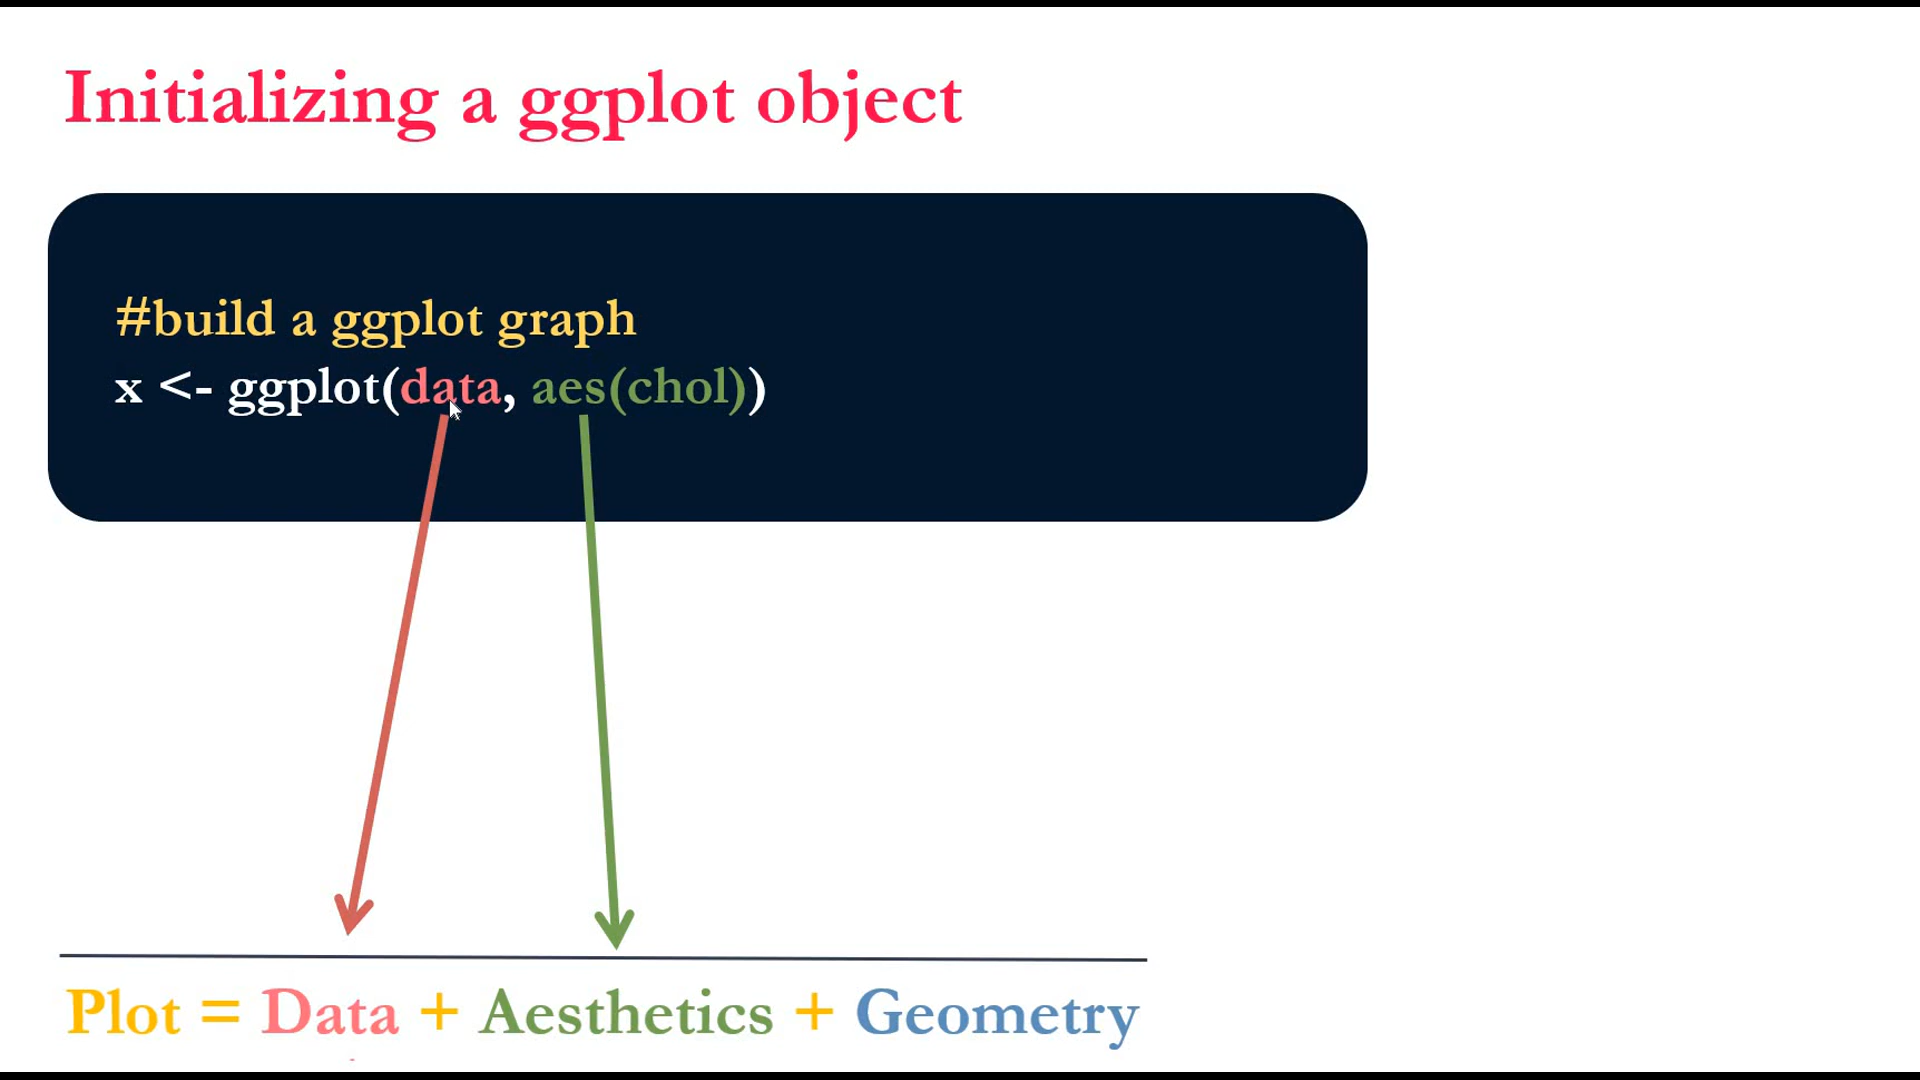 Initializing a ggplot object
#build a ggplot graph
x <- ggplot(data, aes(chol))
Plot = Data + Aesthetics + Geometry